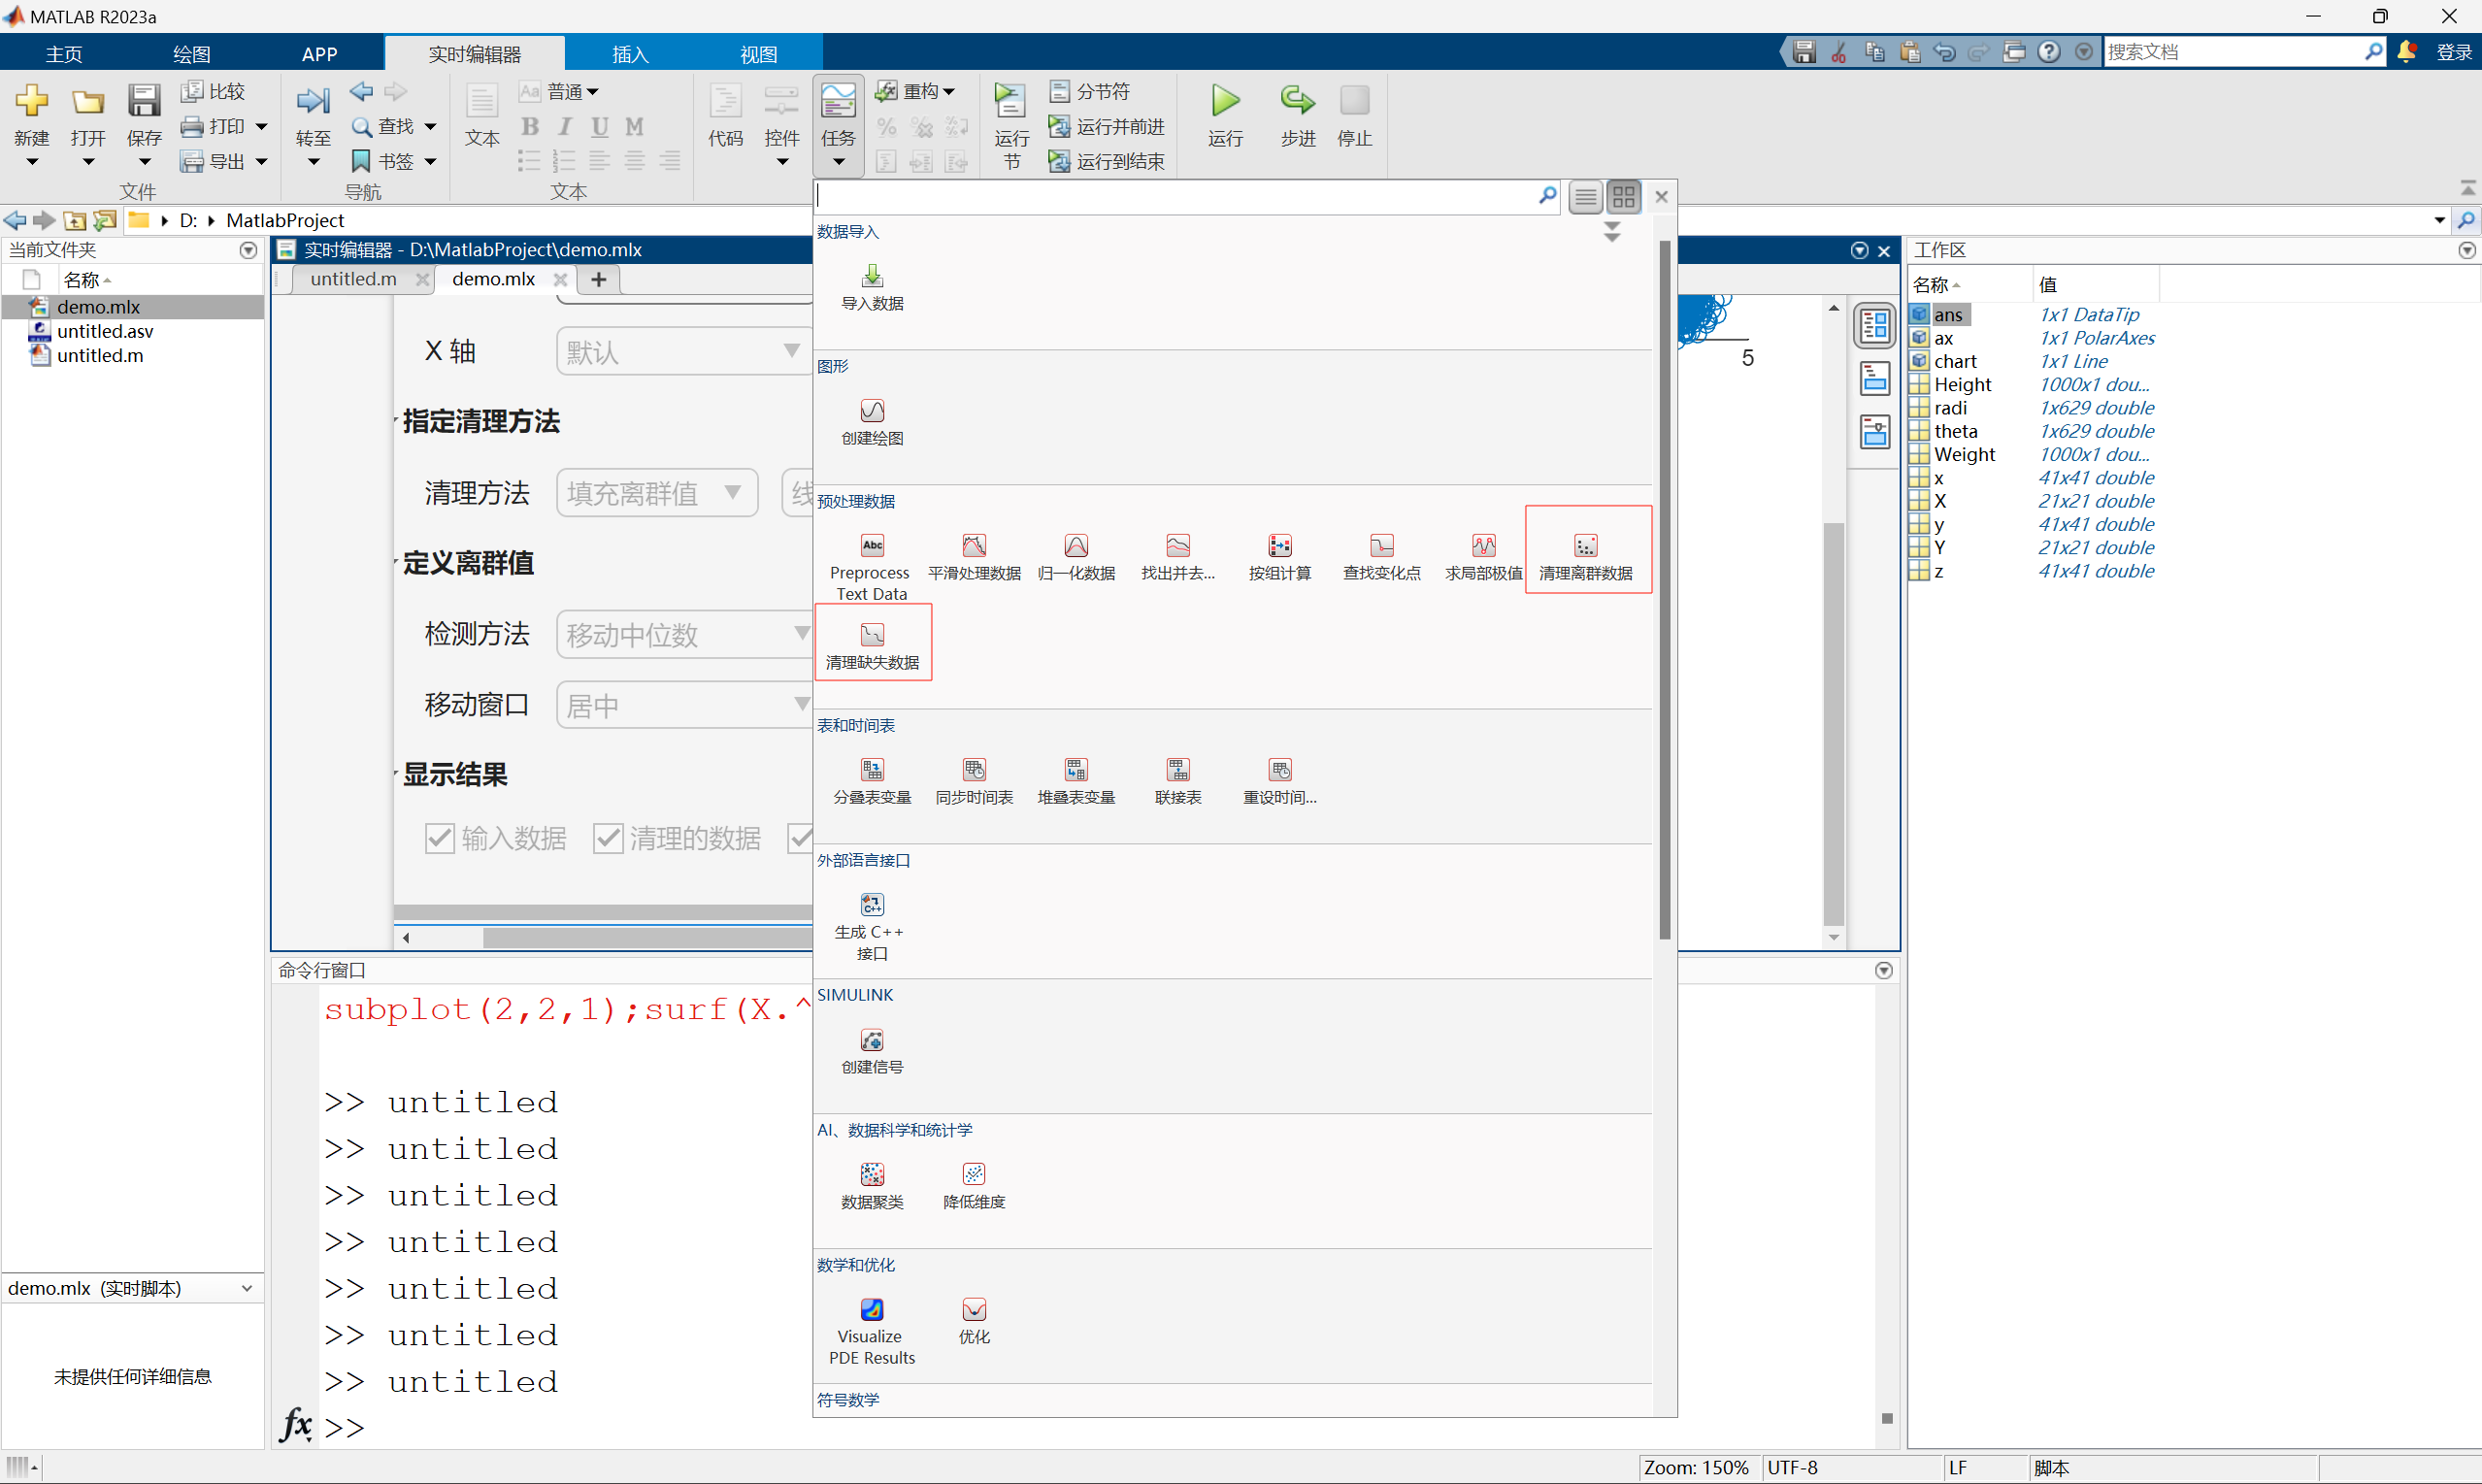 MATLAB R2023a
主页
绘图
APP
实时编辑器
插入
视图
搜索文档
登录
新建
打开
保存
比较
打印
导出
文件
转至
查找
书签
导航
文本
Aa 普通
B I U M
文本
代码
控件
任务
重构
运行
节
分节符
运行并前进
运行到结束
运行
步进
停止
D:
MatlabProject
当前文件夹
名称
demo.mlx
untitled.asv
untitled.m
demo.mlx (实时脚本)
未提供任何详细信息
实时编辑器 - D:\MatlabProject\demo.mlx
untitled.m
demo.mlx
X 轴
默认
指定清理方法
清理方法
填充离群值
线
定义离群值
检测方法
移动中位数
移动窗口
居中
显示结果
输入数据
清理的数据
5
数据导入
导入数据
图形
创建绘图
预处理数据
Abc
Preprocess
Text Data
平滑处理数据
归一化数据
找出并去...
按组计算
查找变化点
求局部极值
清理离群数据
清理缺失数据
表和时间表
分叠表变量
同步时间表
堆叠表变量
联接表
重设时间...
外部语言接口
C++
生成 C++
接口
SIMULINK
创建信号
AI、数据科学和统计学
数据聚类
降低维度
数学和优化
Visualize
PDE Results
优化
符号数学
命令行窗口
subplot(2,2,1);surf(X.^
>> untitled
>> untitled
>> untitled
>> untitled
>> untitled
>> untitled
>> untitled
fx >>
工作区
名称
值
ans 1x1 DataTip
ax 1x1 PolarAxes
chart 1x1 Line
Height 1000x1 dou...
radi 1x629 double
theta 1x629 double
Weight 1000x1 dou...
x 41x41 double
X 21x21 double
y 41x41 double
Y 21x21 double
z 41x41 double
Zoom: 150%
UTF-8
LF
脚本